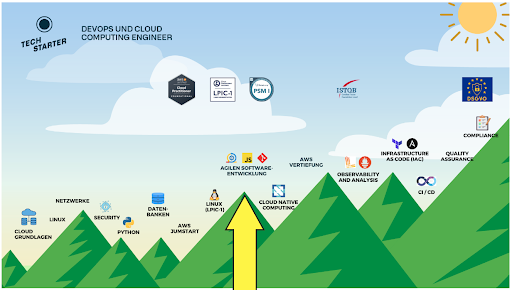 TECH
STARTER
DEVOPS UND CLOUD
COMPUTING ENGINEER
Cloud
Practitioner
LPIC-1
PSM I
ISTQB
DSGVO
COMPLIANCE
INFRASTRUCTURE
AS CODE (IAC)
QUALITY
ASSURANCE
AGILEN SOFTWARE-
ENTWICKLUNG
JS
AWS
VERTIEFUNG
OBSERVABILITY
AND ANALYSIS
CI / CD
NETZWERKE
LINUX
SECURITY
DATEN-
BANKEN
LINUX
(LPIC-1)
CLOUD NATIVE
COMPUTING
CLOUD
GRUNDLAGEN
PYTHON
AWS
JUMSTART